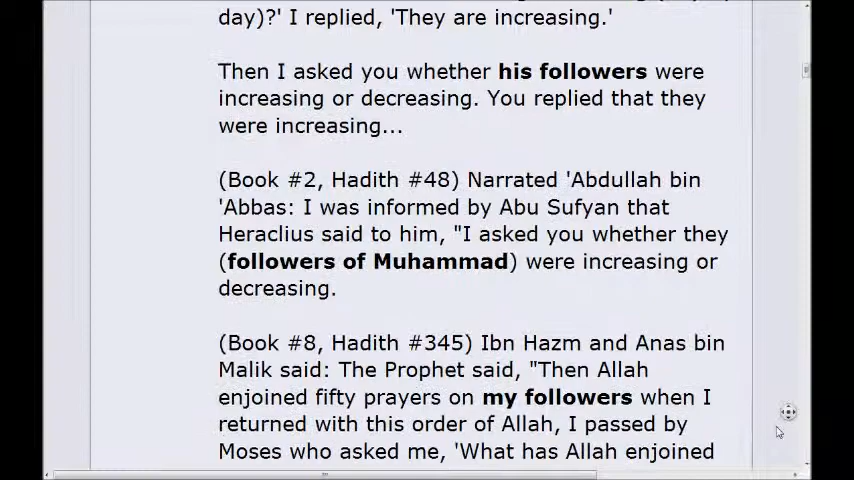 day)?' I replied, 'They are increasing.'
Then I asked you whether his followers were
increasing or decreasing. You replied that they
were increasing...
(Book #2, Hadith #48) Narrated 'Abdullah bin
'Abbas: I was informed by Abu Sufyan that
Heraclius said to him, "I asked you whether they
(followers of Muhammad) were increasing or
decreasing.
(Book #8, Hadith #345) Ibn Hazm and Anas bin
Malik said: The Prophet said, "Then Allah
enjoined fifty prayers on my followers when I
returned with this order of Allah, I passed by
Moses who asked me, 'What has Allah enjoined